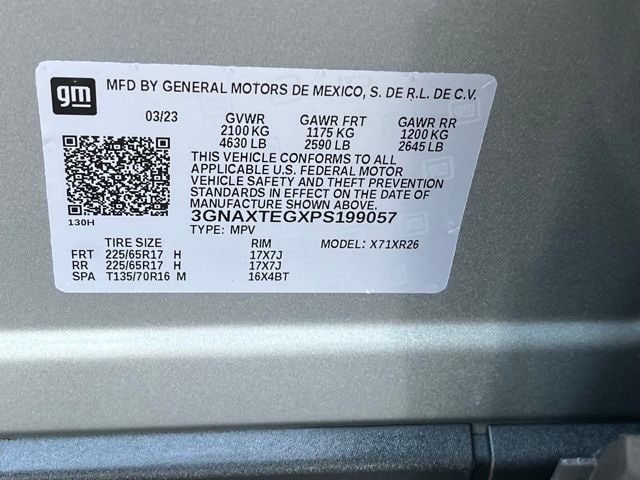 gm
MFD BY GENERAL MOTORS DE MEXICO, S. DE R.L. DE C.V.
03/23 GVWR GAWR FRT GAWR RR
2100 KG 1175 KG 1200 KG
4630 LB 2590 LB 2645 LB
THIS VEHICLE CONFORMS TO ALL
APPLICABLE U.S. FEDERAL MOTOR
VEHICLE SAFETY AND THEFT PREVENTION
STANDARDS IN EFFECT ON THE DATE OF
MANUFACTURE SHOWN ABOVE.
130H 3GNAXTEGXPS199057
TYPE: MPV MODEL: X71XR26
TIRE SIZE RIM
FRT 225/65R17 H 17X7J
RR 225/65R17 H 17X7J
SPA T135/70R16 M 16X4BT